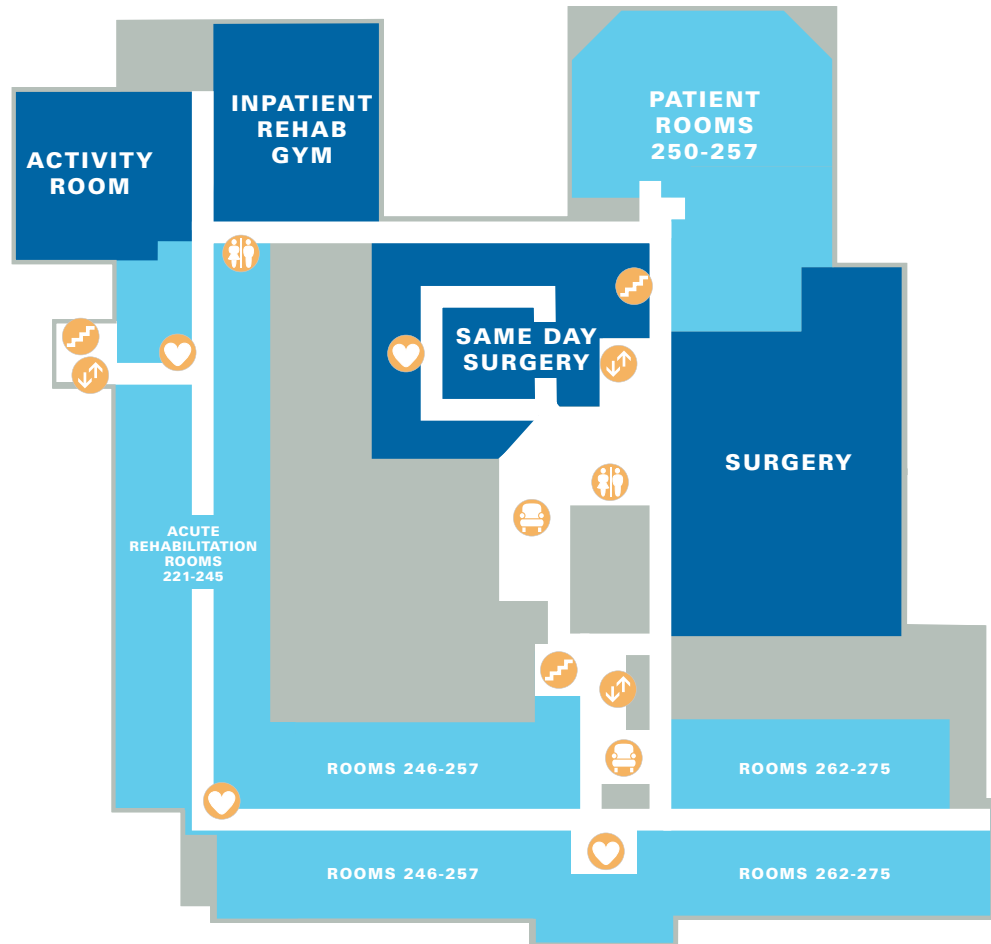 INPATIENT
REHAB
GYM
PATIENT
ROOMS
250-257
ACTIVITY
ROOM
SAME DAY
SURGERY
SURGERY
ACUTE
REHABILITATION
ROOMS
221-245
ROOMS 246-257
ROOMS 262-275
ROOMS 246-257
ROOMS 262-275